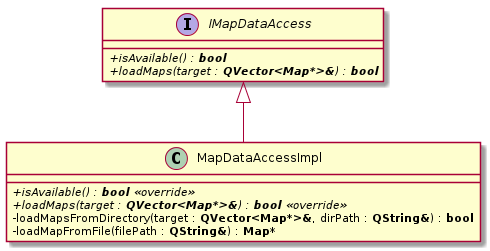 I IMapDataAccess
+isAvailable() : bool
+loadMaps(target : QVector<Map*>&) : bool
C MapDataAccessImpl
+isAvailable() : bool «override»
+loadMaps(target : QVector<Map*>&) : bool «override»
-loadMapsFromDirectory(target : QVector<Map*>&, dirPath : QString&) : bool
-loadMapFromFile(filePath : QString&) : Map*